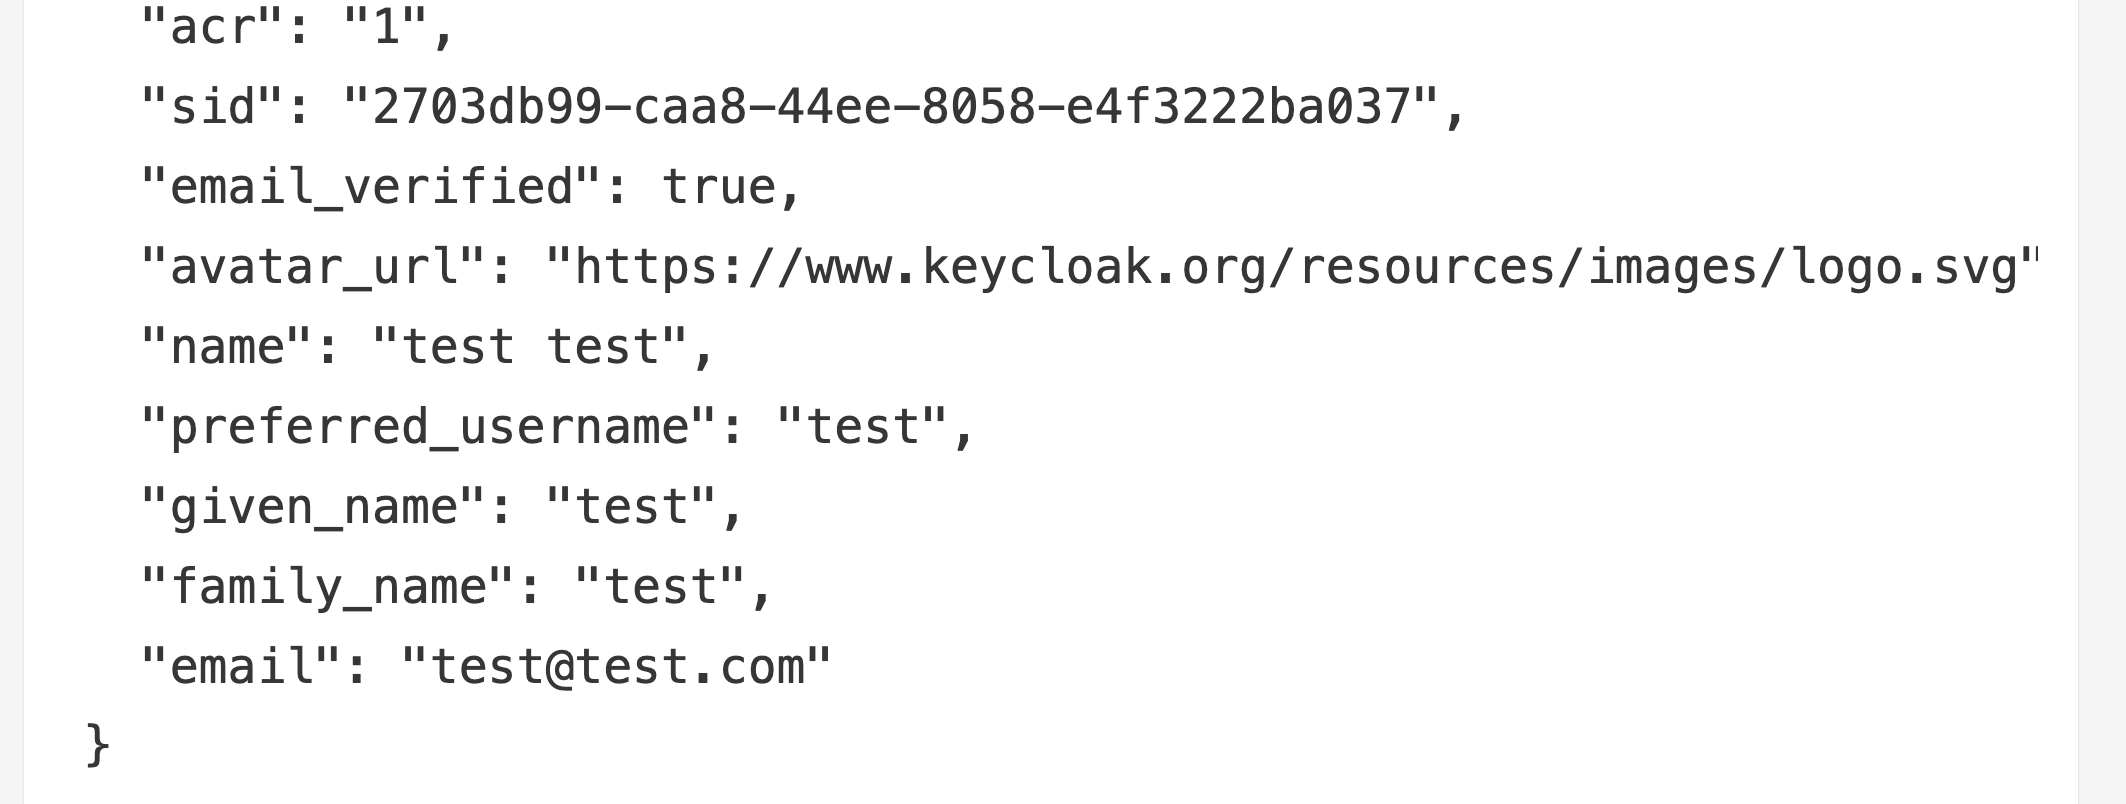 "acr": "1",
"sid": "2703db99-caa8-44ee-8058-e4f3222ba037",
"email_verified": true,
"avatar_url": "https://www.keycloak.org/resources/images/logo.svg"
"name": "test test",
"preferred_username": "test",
"given_name": "test",
"family_name": "test",
"email": "test@test.com"
}